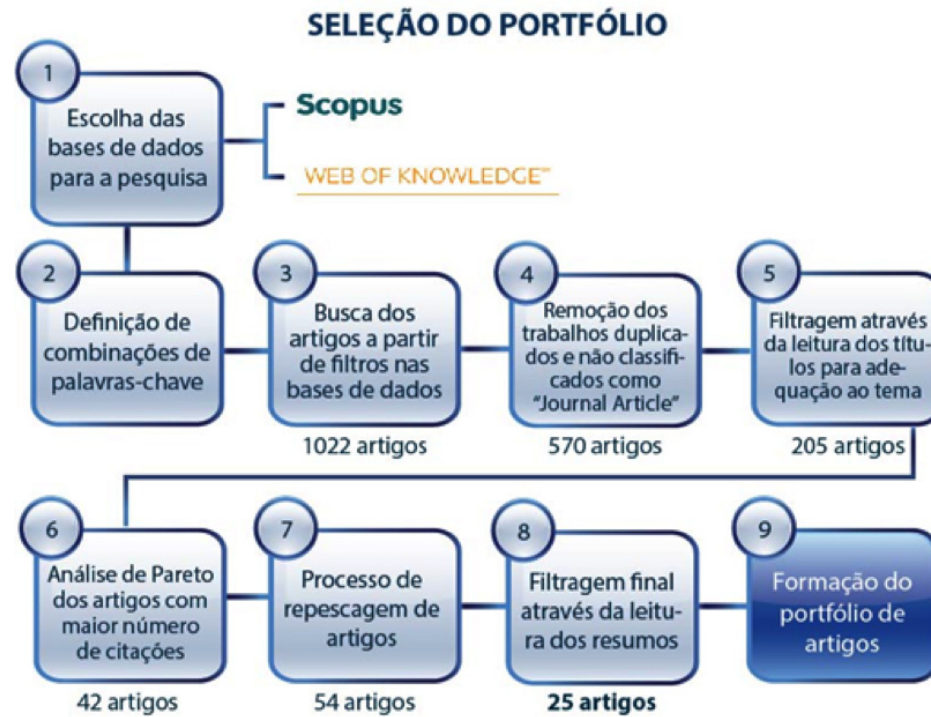 SELEÇÃO DO PORTFÓLIO
1
Escolha das
bases de dados
para a pesquisa
Scopus
WEB OF KNOWLEDGE℠
2
Definição de
combinações de
palavras-chave
3
Busca dos
artigos a partir
de filtros nas
bases de dados
1022 artigos
4
Remoção dos
trabalhos duplica-
dos e não classifi-
cados como
"Journal Article"
570 artigos
5
Filtragem através
da leitura dos títu-
los para ade-
quação ao tema
205 artigos
6
Análise de Pareto
dos artigos com
maior número
de citações
42 artigos
7
Processo de
repescagem de
artigos
54 artigos
8
Filtragem final
através da leitu-
ra dos resumos
25 artigos
9
Formação do
portfólio de
artigos